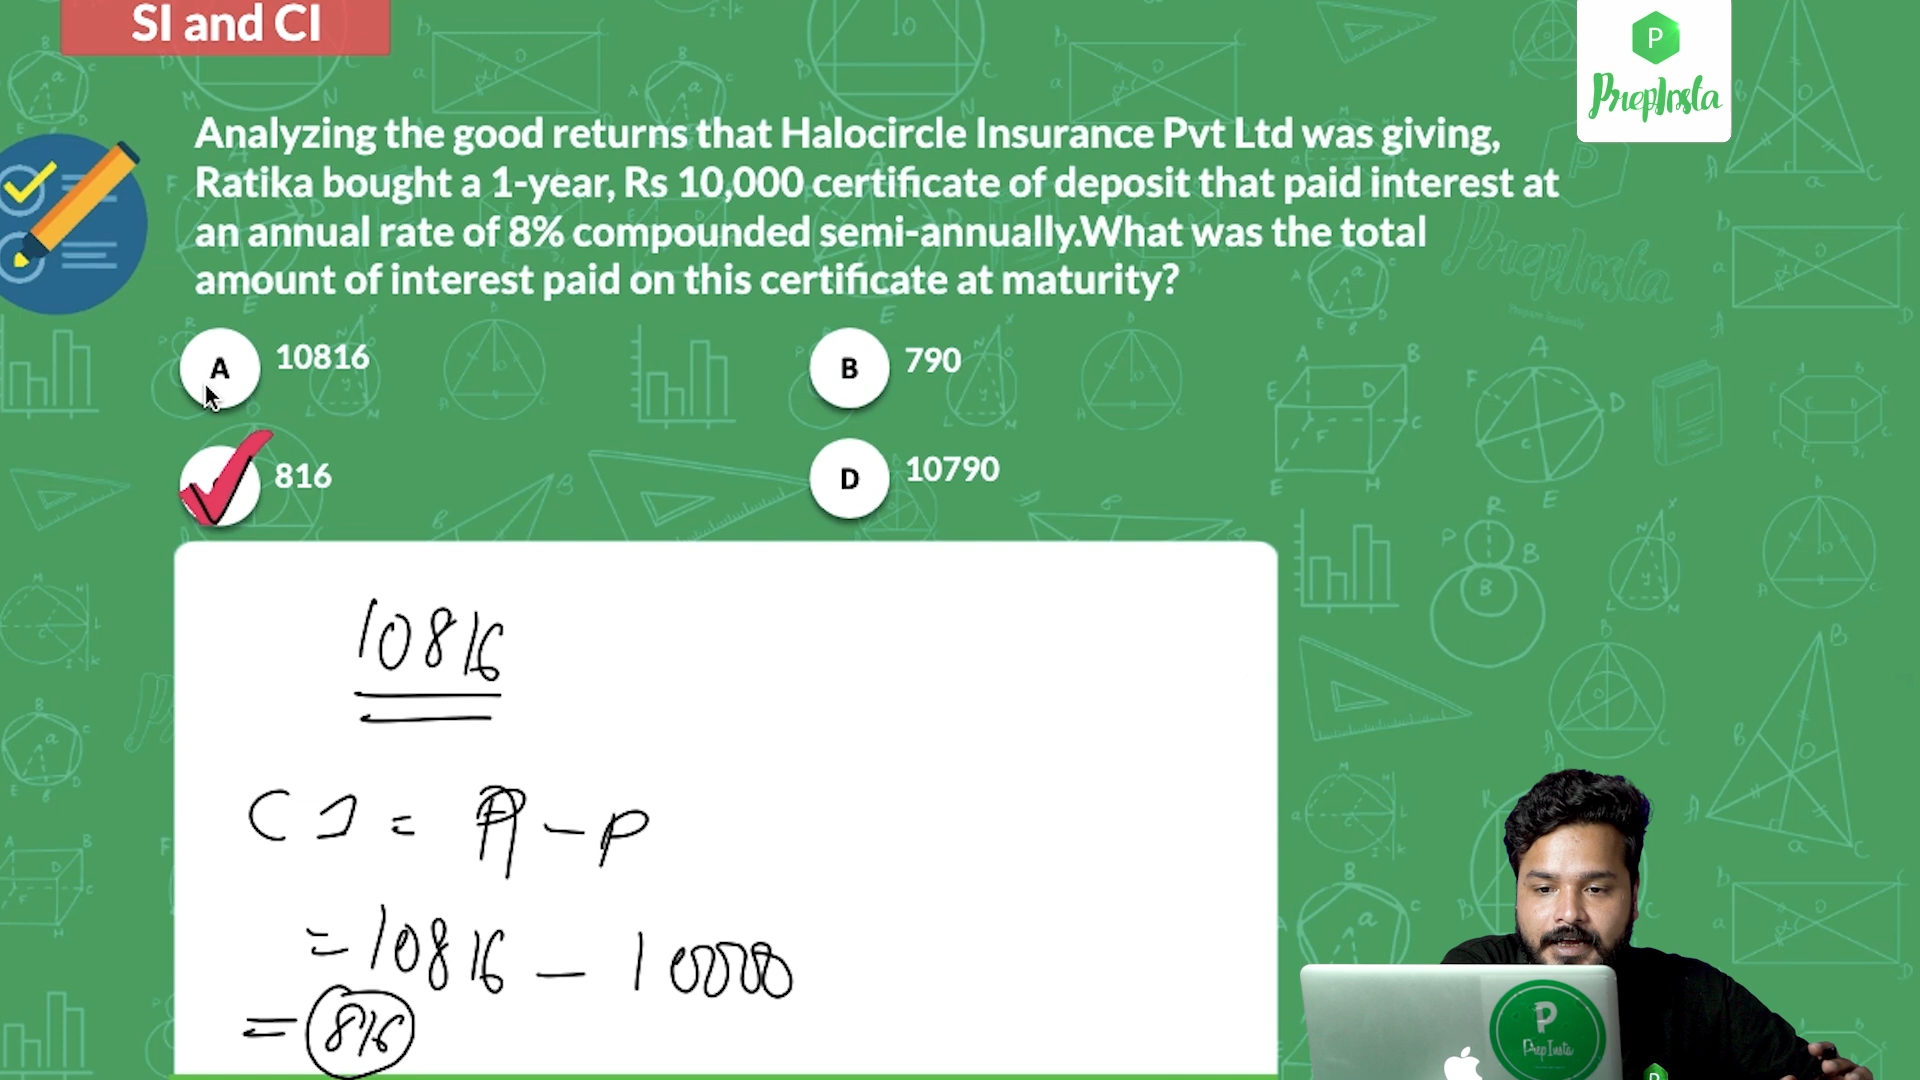 SI and CI
P
PrepInsta
Analyzing the good returns that Halocircle Insurance Pvt Ltd was giving,
Ratika bought a 1-year, Rs 10,000 certificate of deposit that paid interest at
an annual rate of 8% compounded semi-annually.What was the total
amount of interest paid on this certificate at maturity?
A 10816
B 790
816
D 10790
10816
CI = A - P
= 10816 - 10000
= 816
P
PrepInsta